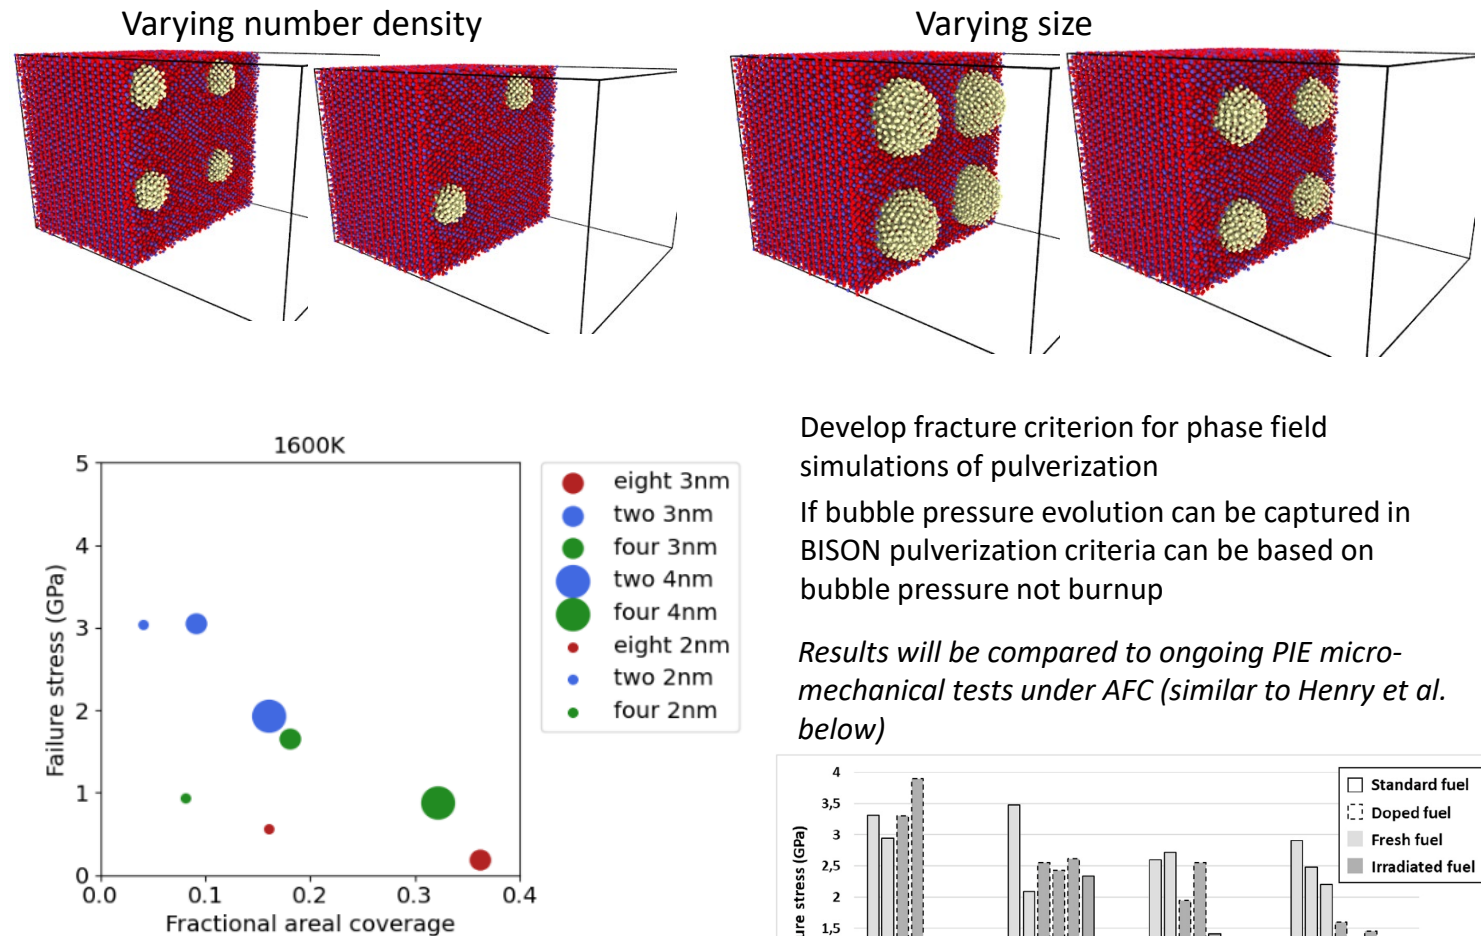 Varying number density
Varying size
1600K
5
4
3
2
1
0
Failure stress (GPa)
0.0
0.1
0.2
0.3
0.4
Fractional areal coverage
eight 3nm
two 3nm
four 3nm
two 4nm
four 4nm
eight 2nm
two 2nm
four 2nm
Develop fracture criterion for phase field
simulations of pulverization
If bubble pressure evolution can be captured in
BISON pulverization criteria can be based on
bubble pressure not burnup
Results will be compared to ongoing PIE micro-
mechanical tests under AFC (similar to Henry et al.
below)
4
3,5
3
2,5
2
1,5
ure stress (GPa)
Standard fuel
Doped fuel
Fresh fuel
Irradiated fuel